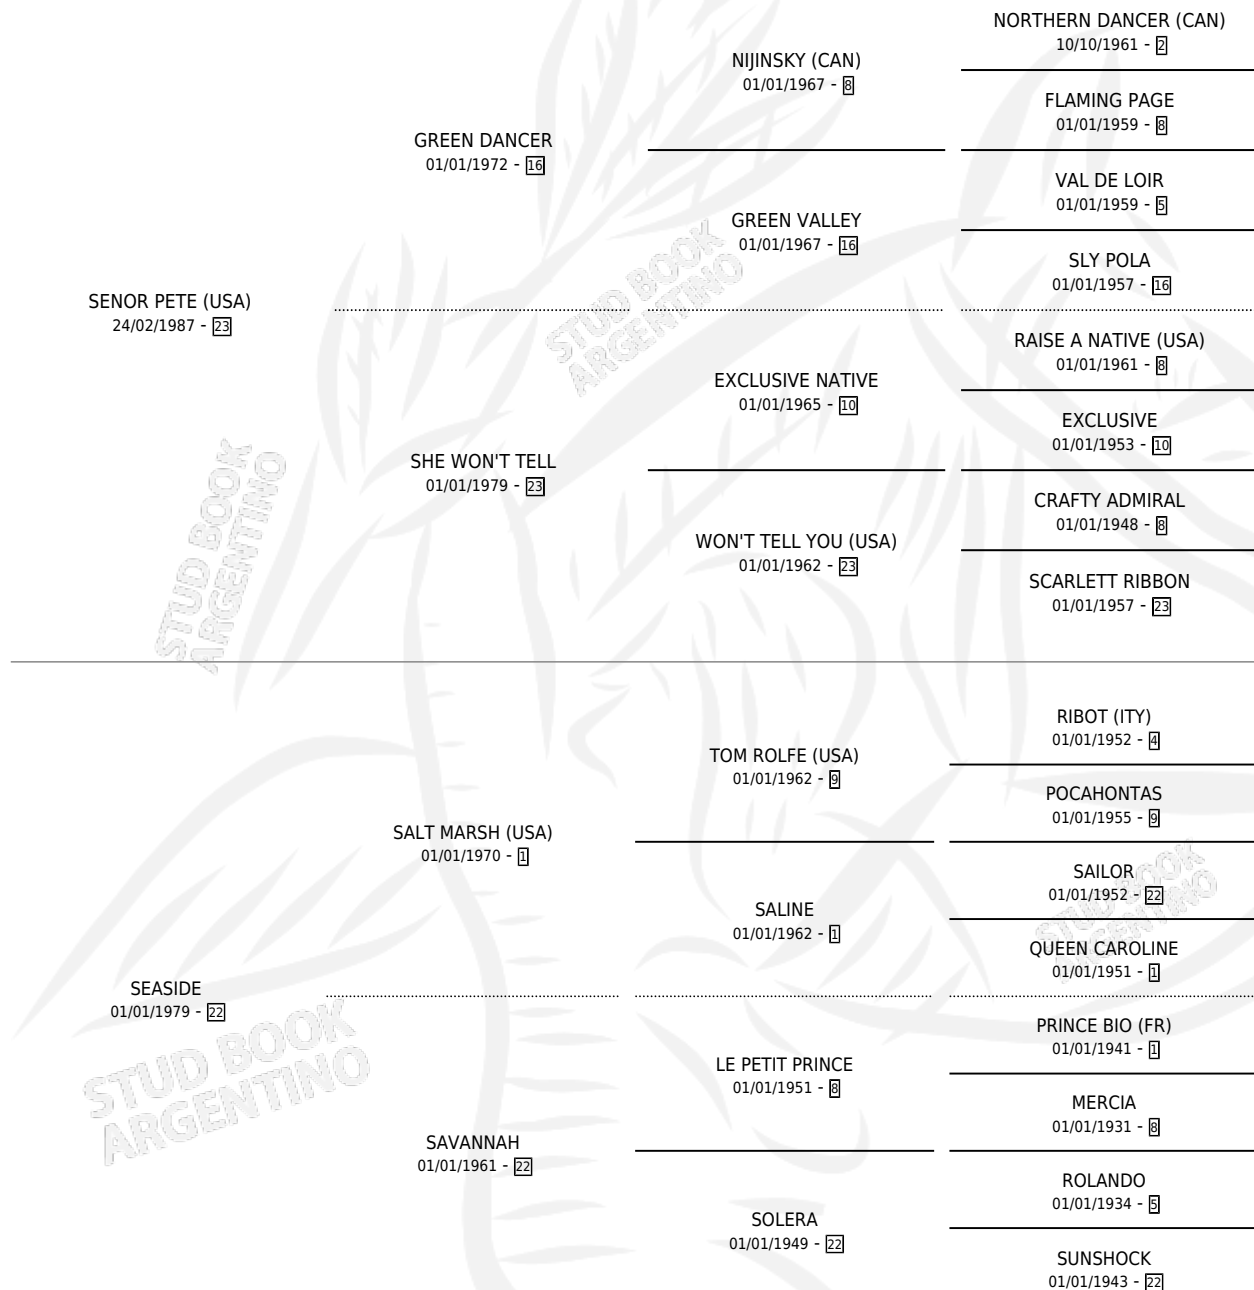 NORTHERN DANCER (CAN)
10/10/1961 - 2
NIJINSKY (CAN)
01/01/1967 - 8
FLAMING PAGE
01/01/1959 - 8
GREEN DANCER
01/01/1972 - 16
VAL DE LOIR
01/01/1959 - 5
GREEN VALLEY
01/01/1967 - 16
SLY POLA
01/01/1957 - 16
SENOR PETE (USA)
24/02/1987 - 23
RAISE A NATIVE (USA)
01/01/1961 - 8
EXCLUSIVE NATIVE
01/01/1965 - 10
EXCLUSIVE
01/01/1953 - 10
SHE WON'T TELL
01/01/1979 - 23
CRAFTY ADMIRAL
01/01/1948 - 8
WON'T TELL YOU (USA)
01/01/1962 - 23
SCARLETT RIBBON
01/01/1957 - 23
STUD BOOK
ARGENTINO
STUD BOOK
ARGENTINO
RIBOT (ITY)
01/01/1952 - 4
TOM ROLFE (USA)
01/01/1962 - 9
POCAHONTAS
01/01/1955 - 9
SALT MARSH (USA)
01/01/1970 - 1
SAILOR
01/01/1952 - 22
SALINE
01/01/1962 - 1
QUEEN CAROLINE
01/01/1951 - 1
STUD BOOK
ARGENTINO
SEASIDE
01/01/1979 - 22
PRINCE BIO (FR)
01/01/1941 - 1
LE PETIT PRINCE
01/01/1951 - 8
MERCIA
01/01/1931 - 8
STUD BOOK
ARGENTINO
SAVANNAH
01/01/1961 - 22
ROLANDO
01/01/1934 - 5
SOLERA
01/01/1949 - 22
SUNSHOCK
01/01/1943 - 22